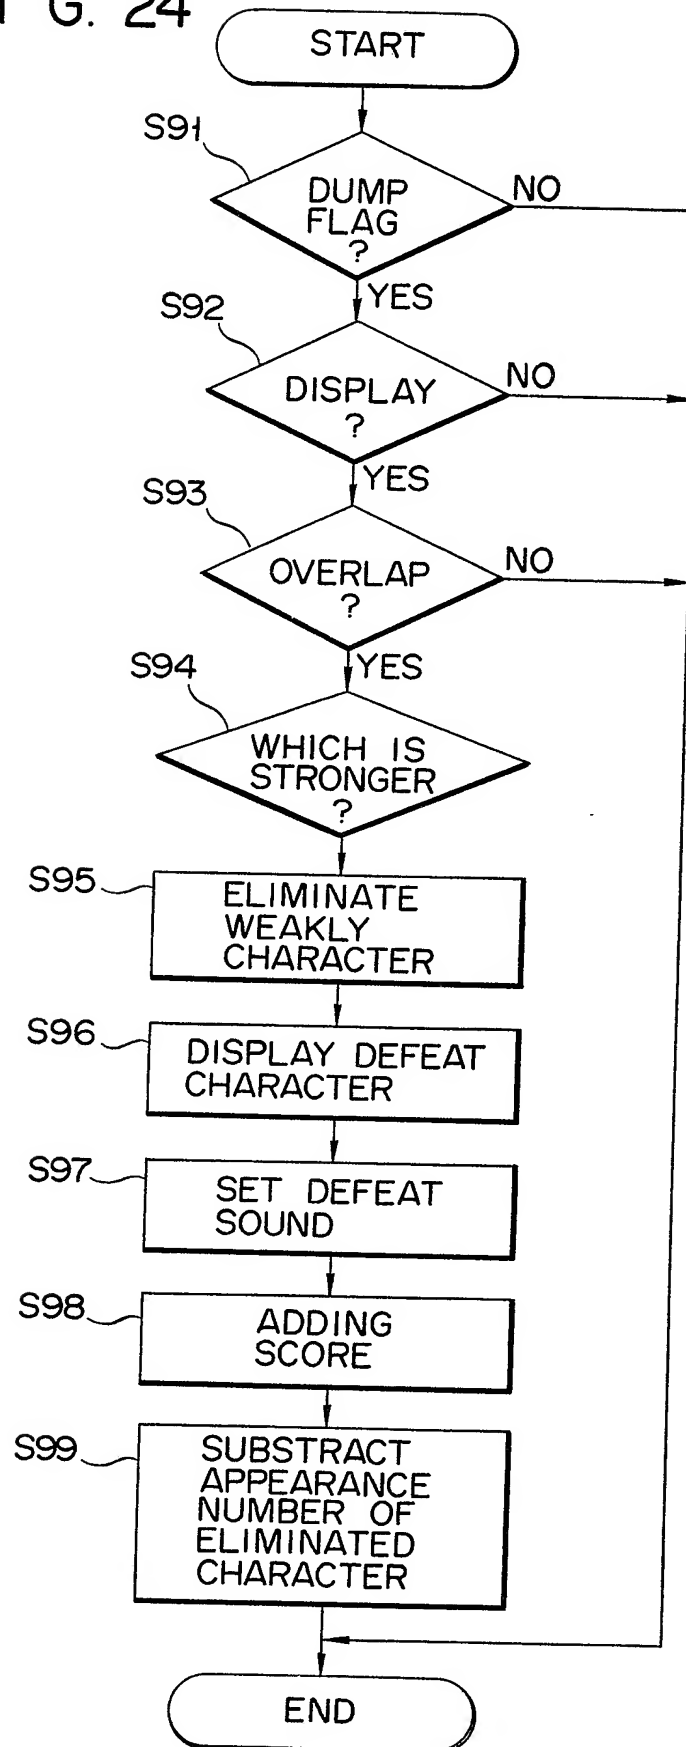 G. 24
START
S91
DUMP
FLAG
?
NO
YES
S92
DISPLAY
?
NO
YES
S93
OVERLAP
?
NO
YES
S94
WHICH IS
STRONGER
?
S95
ELIMINATE
WEAKLY
CHARACTER
S96
DISPLAY DEFEAT
CHARACTER
S97
SET DEFEAT
SOUND
S98
ADDING
SCORE
S99
SUBSTRACT
APPEARANCE
NUMBER OF
ELIMINATED
CHARACTER
END